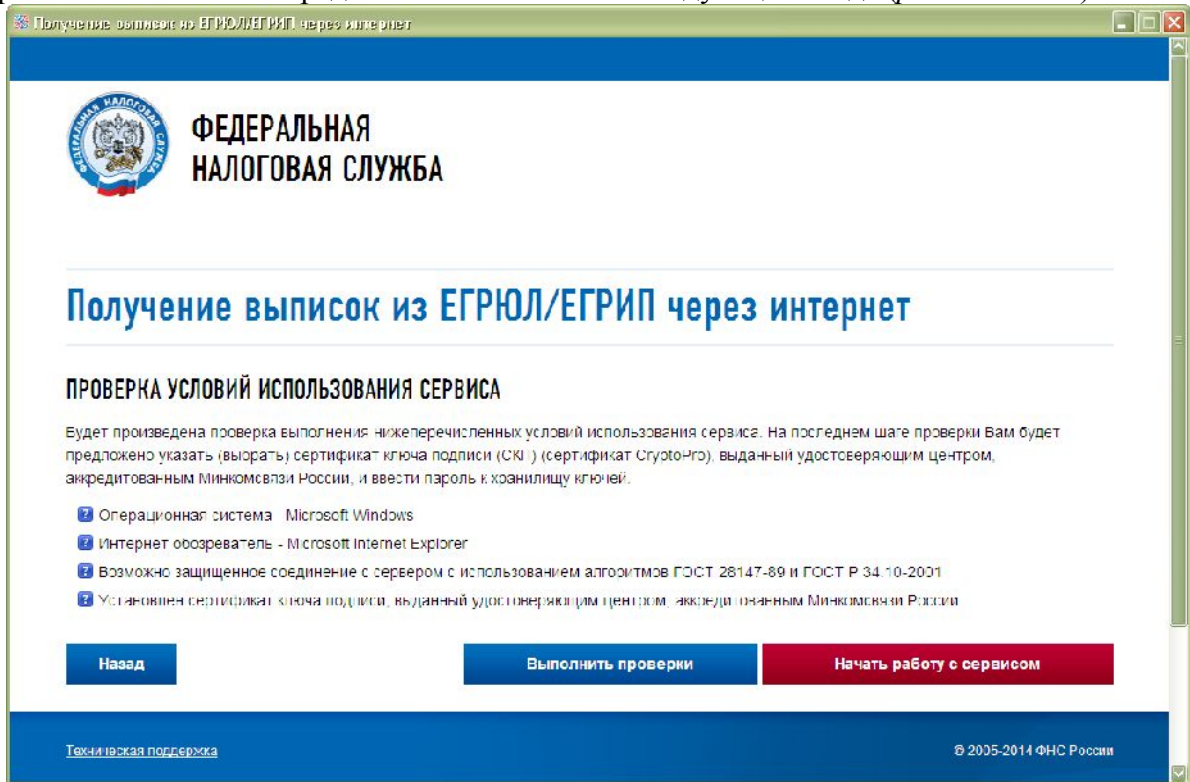 Получение выписок из ЕГРЮЛ/ЕГРИП через интернет
ФЕДЕРАЛЬНАЯ НАЛОГОВАЯ СЛУЖБА
ФЕДЕРАЛЬНАЯ
НАЛОГОВАЯ СЛУЖБА
Получение выписок из ЕГРЮЛ/ЕГРИП через интернет
ПРОВЕРКА УСЛОВИЙ ИСПОЛЬЗОВАНИЯ СЕРВИСА
Будет произведена проверка выполнения нижеперечисленных условий использования сервиса. На последнем шаге проверки Вам будет
предложено указать (выбрать) сертификат ключа подписи (СКП) (сертификат CryptoPro), выданный удостоверяющим центром,
аккредитованным Минкомсвязи России, и ввести пароль к хранилищу ключей.
? Операционная система - Microsoft Windows
? Интернет обозреватель - Microsoft Internet Explorer
? Возможно защищенное соединение с сервером с использованием алгоритмов ГОСТ 28147-89 и ГОСТ Р 34.10-2001
? Установлен сертификат ключа подписи, выданный удостоверяющим центром, аккредитованным Минкомсвязи России
Назад
Выполнить проверки
Начать работу с сервисом
Техническая поддержка
© 2005-2014 ФНС России